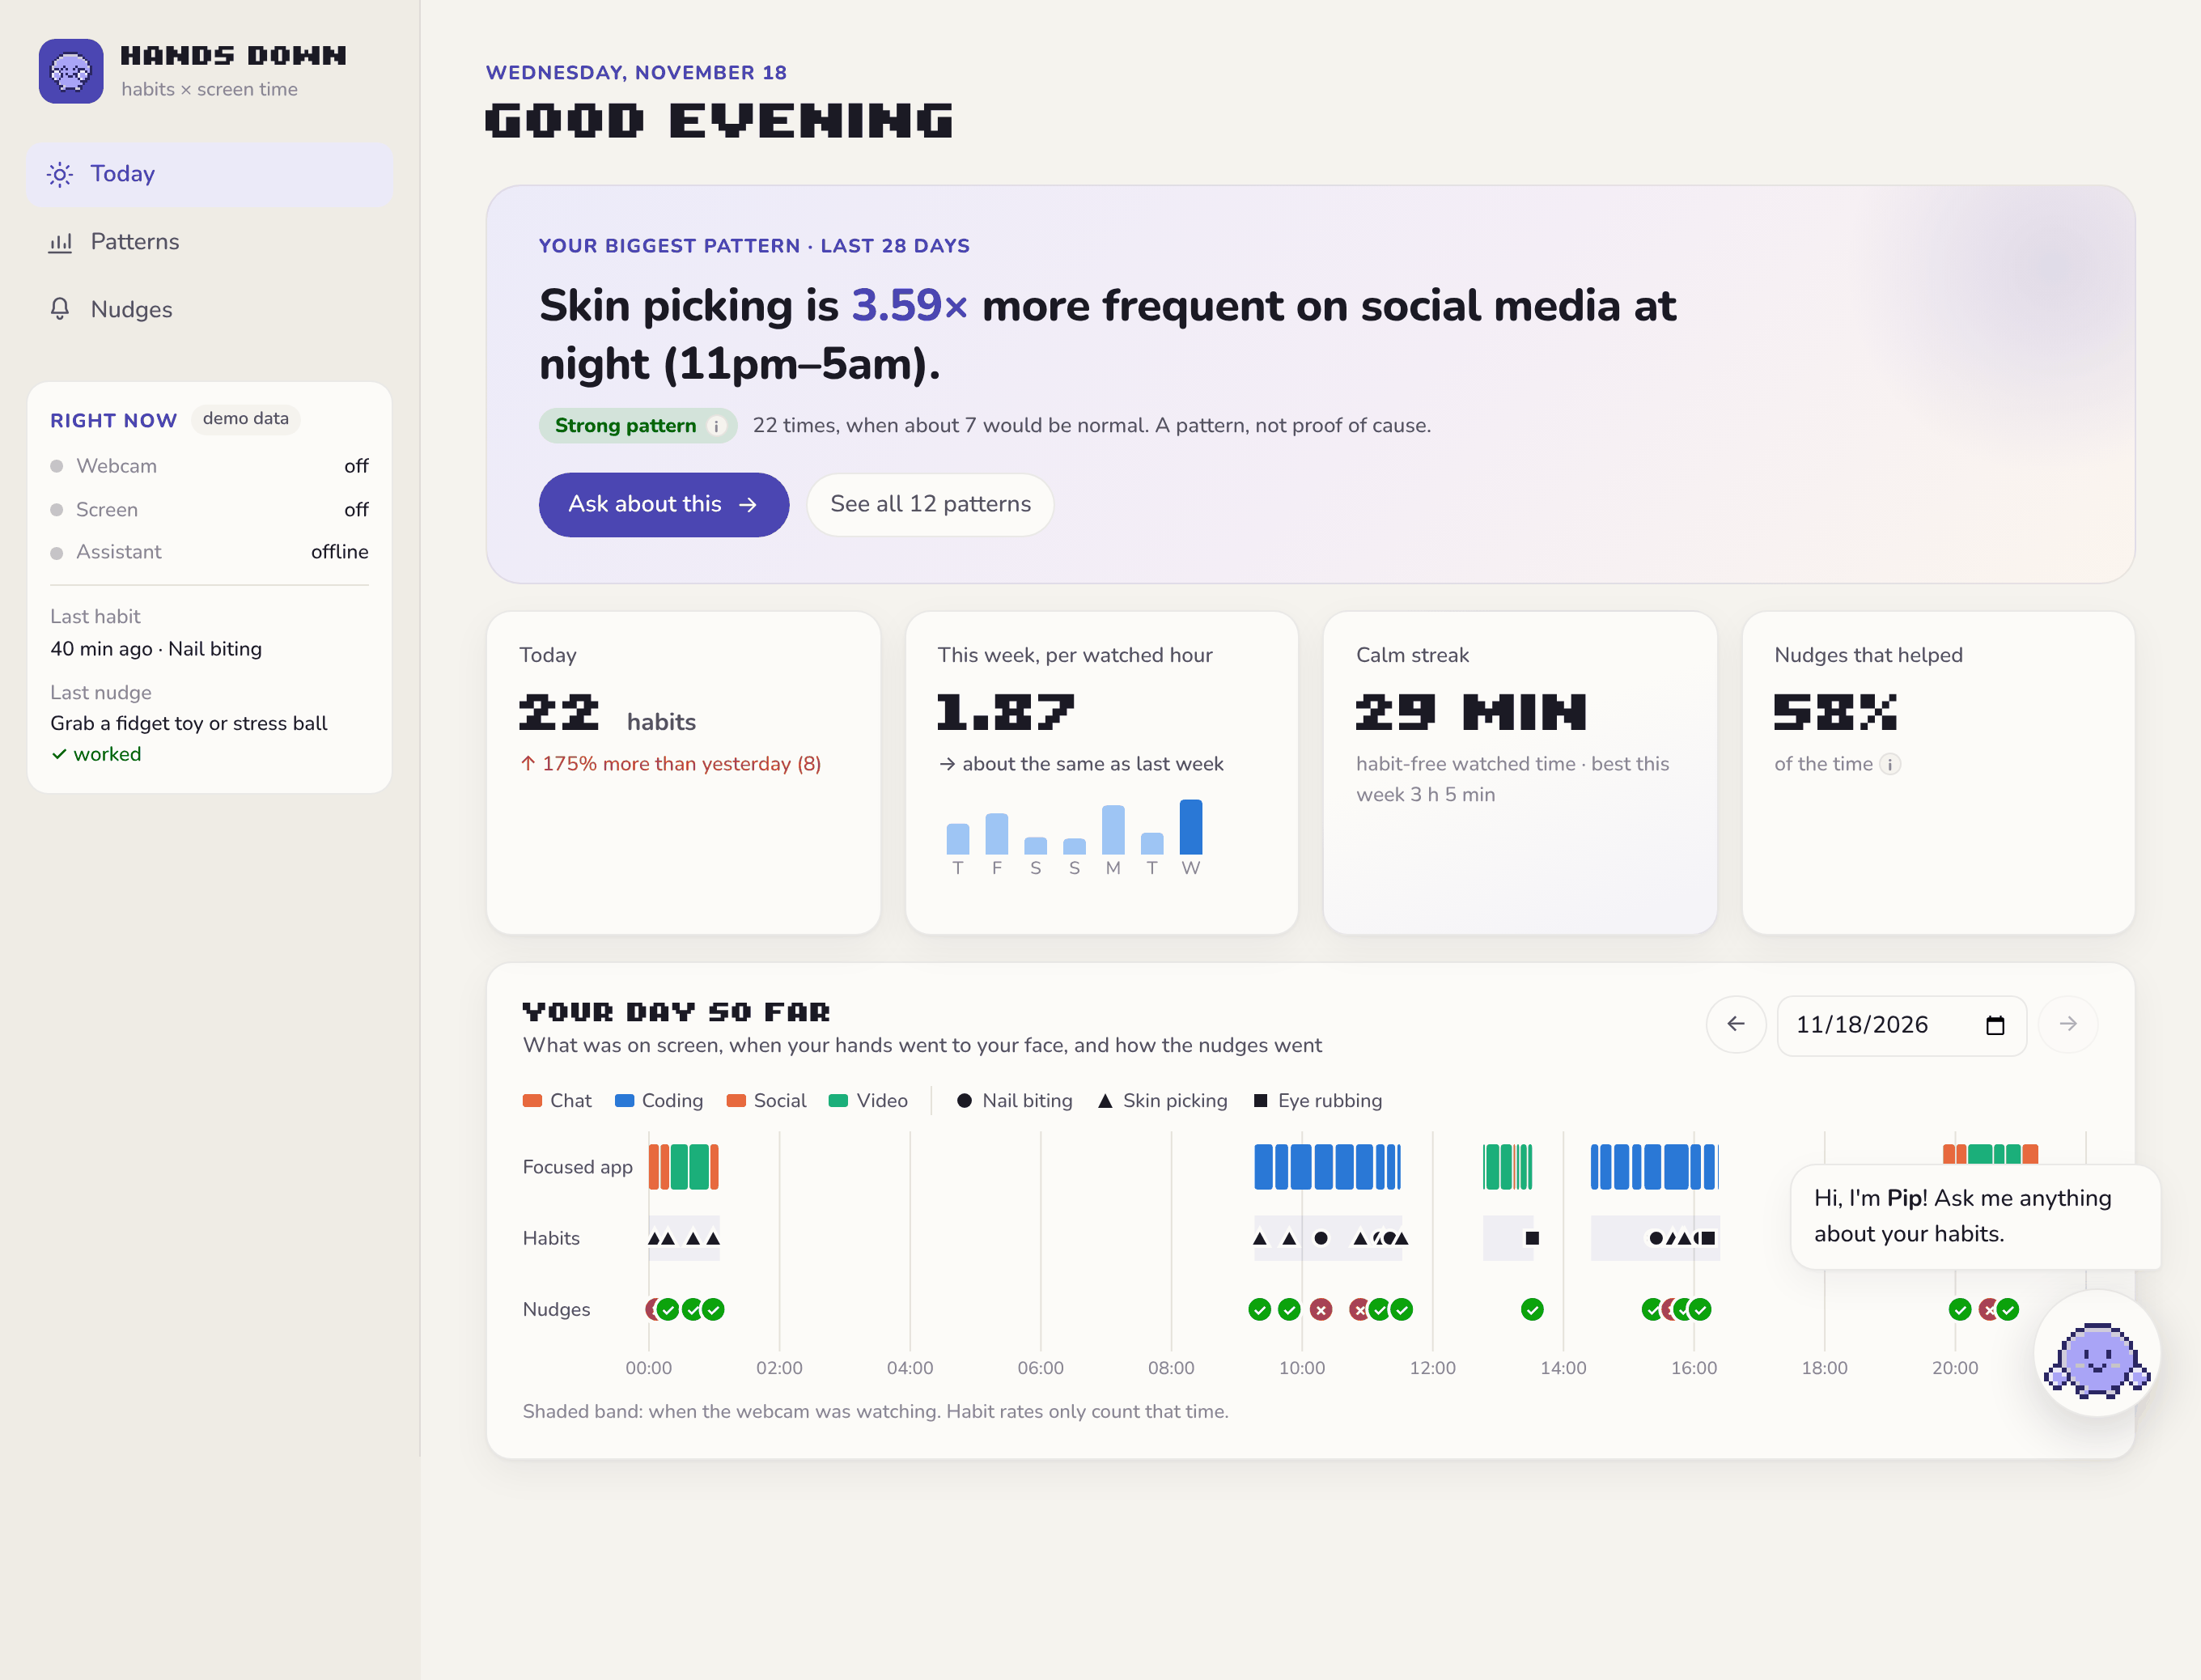 HANDS DOWN
habits × screen time
Today
Patterns
Nudges
RIGHT NOW demo data
Webcam off
Screen off
Assistant offline
Last habit
40 min ago · Nail biting
Last nudge
Grab a fidget toy or stress ball
✓ worked
WEDNESDAY, NOVEMBER 18
GOOD EVENING
YOUR BIGGEST PATTERN · LAST 28 DAYS
Skin picking is 3.59× more frequent on social media at
night (11pm–5am).
Strong pattern i 22 times, when about 7 would be normal. A pattern, not proof of cause.
Ask about this →
See all 12 patterns
Today
22 habits
↑ 175% more than yesterday (8)
This week, per watched hour
1.87
→ about the same as last week
T F S S M T W
Calm streak
29 MIN
habit-free watched time · best this
week 3 h 5 min
Nudges that helped
58%
of the time i
YOUR DAY SO FAR
What was on screen, when your hands went to your face, and how the nudges went
← 11/18/2026 →
Chat Coding Social Video Nail biting Skin picking Eye rubbing
Focused app
Habits
Nudges
00:00 02:00 04:00 06:00 08:00 10:00 12:00 14:00 16:00 18:00 20:00
Shaded band: when the webcam was watching. Habit rates only count that time.
Hi, I'm Pip! Ask me anything
about your habits.